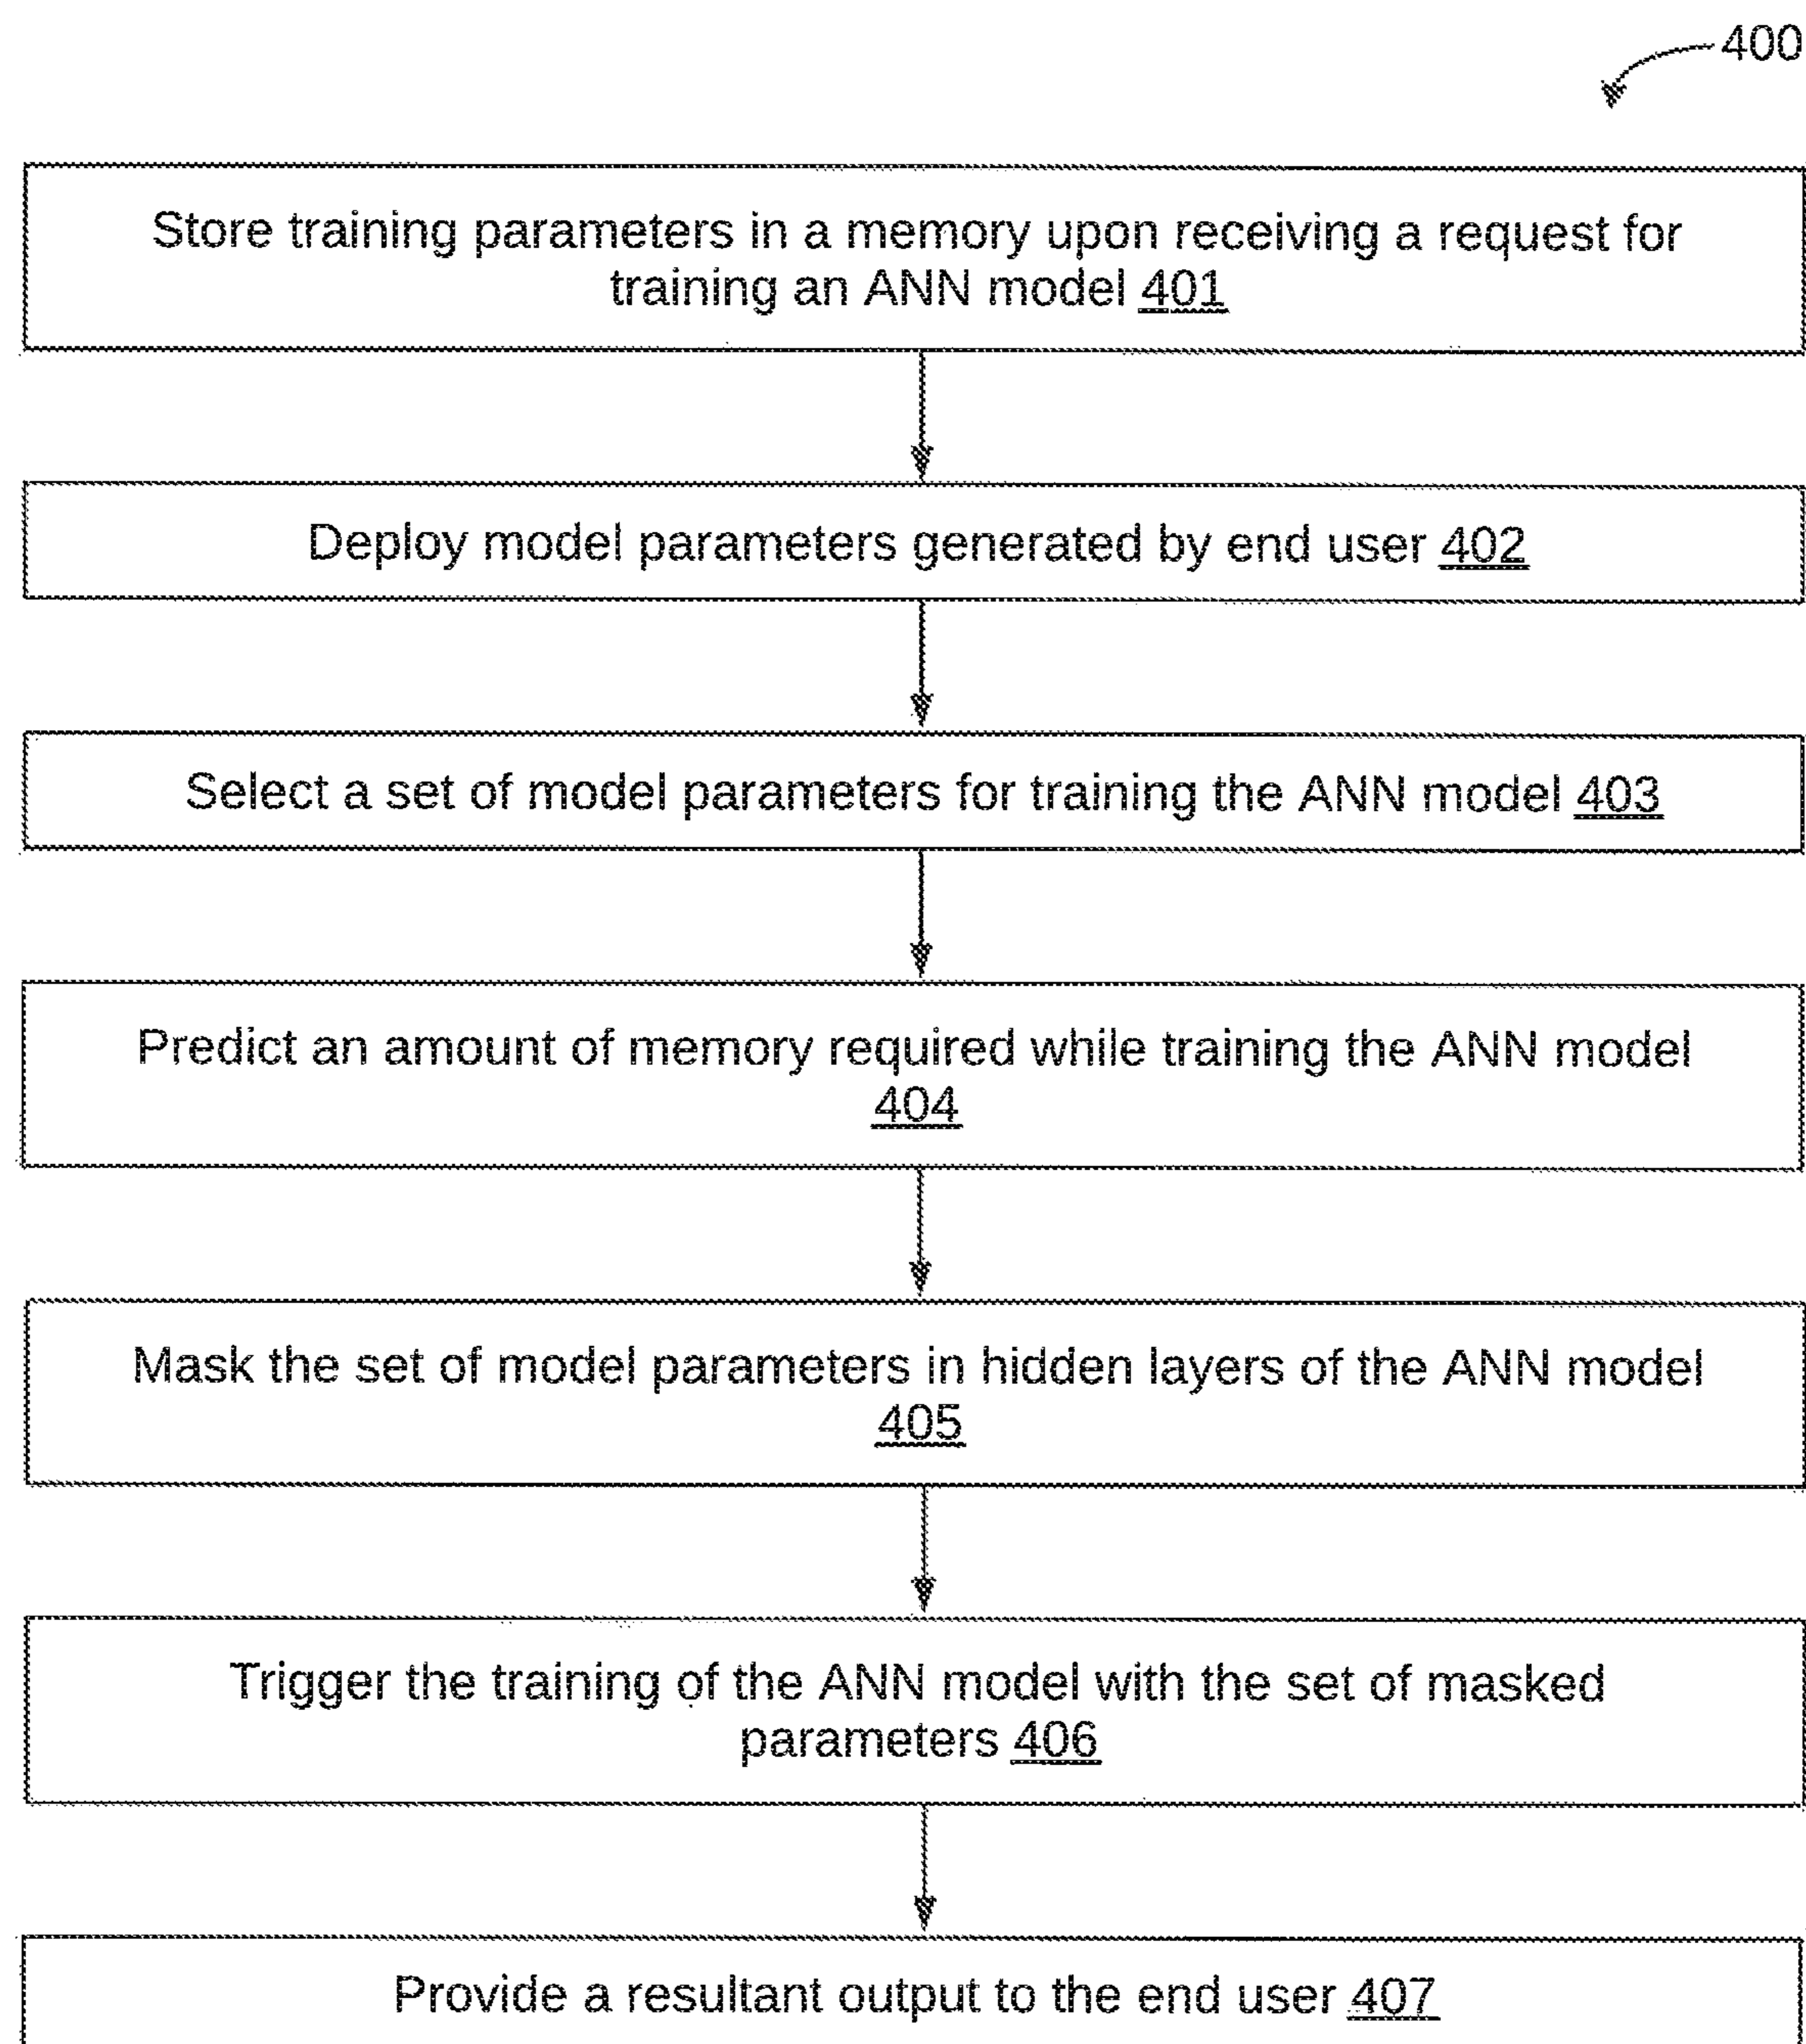 400
Store training parameters in a memory upon receiving a request for
training an ANN model 401
Deploy model parameters generated by end user 402
Select a set of model parameters for training the ANN model 403
Predict an amount of memory required while training the ANN model
404
Mask the set of model parameters in hidden layers of the ANN model
405
Trigger the training of the ANN model with the set of masked
parameters 406
Provide a resultant output to the end user 407